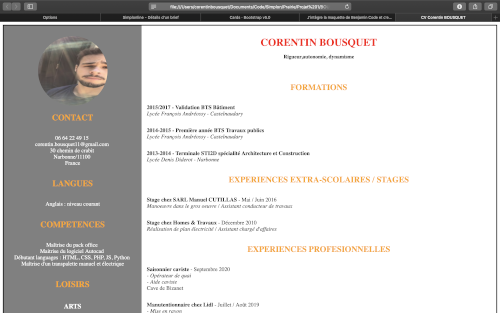 file:///Users/corentinbousquet/Documents/Code/Simplon/Prairie/Projet%201/B
Options
Simplonline - Détails d'un brief
Cards · Bootstrap v5.0
J'intègre la maquette de Benjamin Code et
CV Corentin BOUSQUET
CONTACT
06 64 22 49 15
corentin.bousquet11@gmail.com
30 chemin de crabit
Narbonne/11100
France
LANGUES
Anglais : niveau courant
COMPETENCES
Maîtrise du pack office
Maîtrise du logiciel Autocad
Débutant langages : HTML, CSS, PHP, JS, Python
Maîtrise d'un transpalette manuel et électrique
LOISIRS
ARTS
CORENTIN BOUSQUET
Rigueur,autonomie, dynamisme
FORMATIONS
2015/2017 - Validation BTS Bâtiment
Lycée François Andréossy - Castelnaudary
2014-2015 - Première année BTS Travaux publics
Lycée François Andréossy - Castelnaudary
2013-2014 - Terminale STI2D spécialité Architecture et Construction
Lycée Denis Diderot - Narbonne
EXPERIENCES EXTRA-SCOLAIRES / STAGES
Stage chez SARL Manuel CUTILLAS - Mai / Juin 2016
Manoeuvre dans le gros oeuvre / Assistant conducteur de travaux
Stage chez Homes & Travaux - Décembre 2010
Réalisation de plan électricité / Assistant chargé d'affaires
EXPERIENCES PROFESIONNELLES
Saisonnier caviste - Septembre 2020
- Opérateur de quai
- Aide caviste
Cave de Bizanet
Manutentionnaire chez Lidl - Juillet / Août 2019
- Mise en rayon